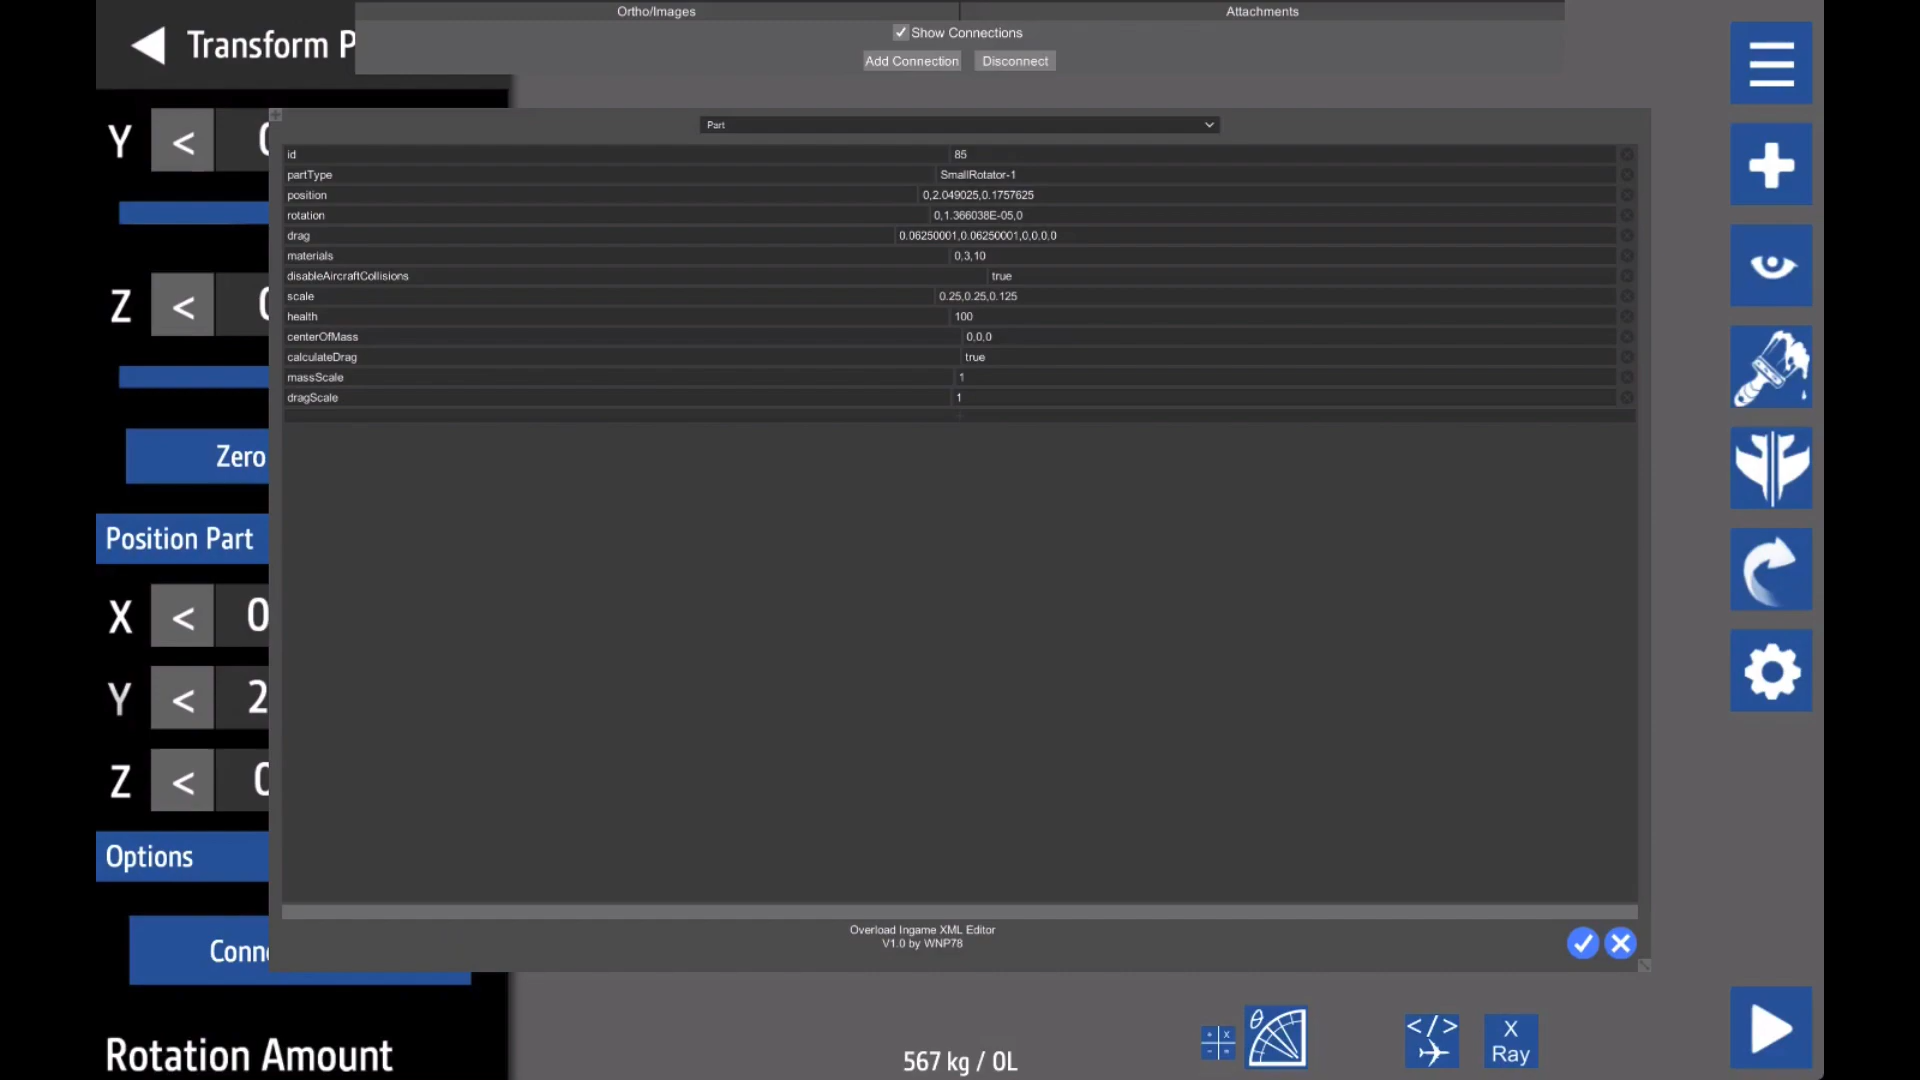 Ortho/Images
Attachments
Transform P
Show Connections
Add Connection
Disconnect
Part
Y
<
id
85
partType
SmallRotator-1
position
0,2.049025,0.1757625
rotation
0,1.366038E-05,0
drag
0.06250001,0.06250001,0,0,0,0
materials
0,3,10
disableAircraftCollisions
true
scale
0.25,0.25,0.125
health
100
centerOfMass
0,0,0
calculateDrag
true
massScale
1
dragScale
1
Z
<
Zero
Position Part
X
<
0
Y
<
2
Z
<
Options
Overload Ingame XML Editor
V1.0 by WNP78
Conne
Rotation Amount
567 kg / 0L
θ
</>
X
Ray